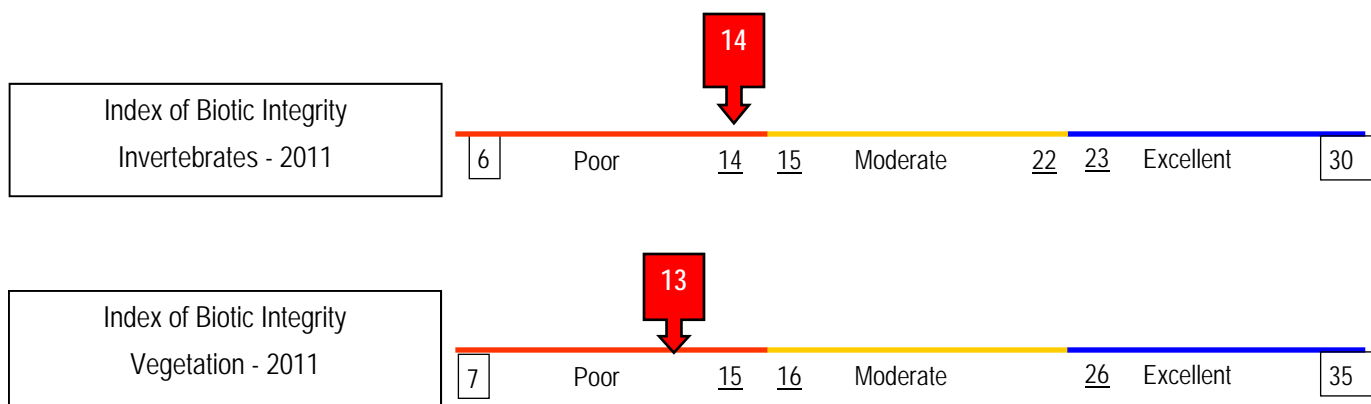 14
Index of Biotic Integrity
Invertebrates - 2011
6 Poor 14 15 Moderate 22 23 Excellent 30
13
Index of Biotic Integrity
Vegetation - 2011
7 Poor 15 16 Moderate 26 Excellent 35